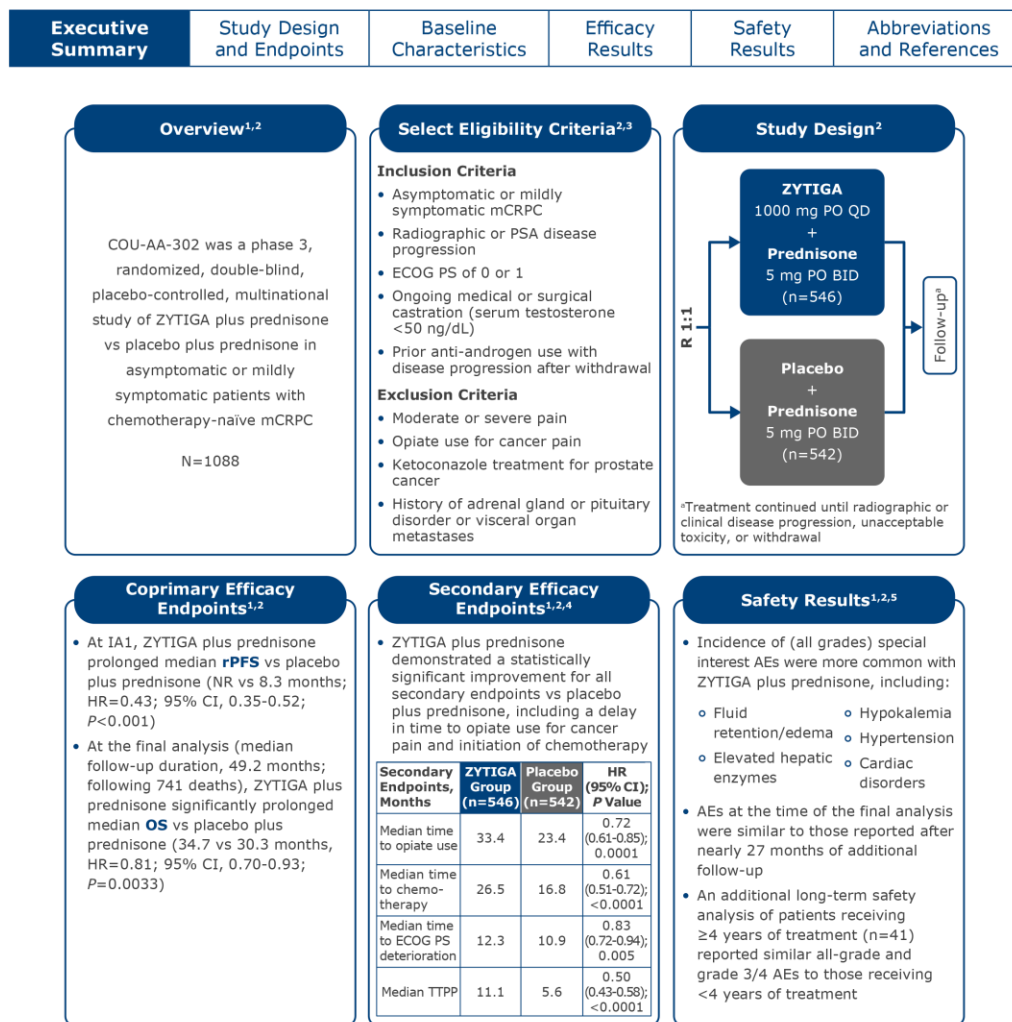 Executive
Summary
Study Design
and Endpoints
Baseline
Characteristics
Efficacy
Results
Safety
Results
Abbreviations
and References
Overview1,2
COU-AA-302 was a phase 3,
randomized, double-blind,
placebo-controlled, multinational
study of ZYTIGA plus prednisone
vs placebo plus prednisone in
asymptomatic or mildly
symptomatic patients with
chemotherapy-naïve mCRPC
N=1088
Select Eligibility Criteria2,3
Inclusion Criteria
• Asymptomatic or mildly
symptomatic mCRPC
• Radiographic or PSA disease
progression
• ECOG PS of 0 or 1
• Ongoing medical or surgical
castration (serum testosterone
<50 ng/dL)
• Prior anti-androgen use with
disease progression after withdrawal
Exclusion Criteria
• Moderate or severe pain
• Opiate use for cancer pain
• Ketoconazole treatment for prostate
cancer
• History of adrenal gland or pituitary
disorder or visceral organ
metastases
Study Design2
R 1:1
ZYTIGA
1000 mg PO QD
+
Prednisone
5 mg PO BID
(n=546)
Placebo
+
Prednisone
5 mg PO BID
(n=542)
Follow-upa
aTreatment continued until radiographic or
clinical disease progression, unacceptable
toxicity, or withdrawal
Coprimary Efficacy
Endpoints1,2
• At IA1, ZYTIGA plus prednisone
prolonged median rPFS vs placebo
plus prednisone (NR vs 8.3 months;
HR=0.43; 95% CI, 0.35-0.52;
P<0.001)
• At the final analysis (median
follow-up duration, 49.2 months;
following 741 deaths), ZYTIGA plus
prednisone significantly prolonged
median OS vs placebo plus
prednisone (34.7 vs 30.3 months,
HR=0.81; 95% CI, 0.70-0.93;
P=0.0033)
Secondary Efficacy
Endpoints1,2,4
• ZYTIGA plus prednisone
demonstrated a statistically
significant improvement for all
secondary endpoints vs placebo
plus prednisone, including a delay
in time to opiate use for cancer
pain and initiation of chemotherapy
Secondary
Endpoints,
Months
ZYTIGA
Group
(n=546)
Placebo
Group
(n=542)
HR
(95% CI);
P Value
Median time
to opiate use
33.4
23.4
0.72
(0.61-0.85);
0.0001
Median time
to chemo-
therapy
26.5
16.8
0.61
(0.51-0.72);
<0.0001
Median time
to ECOG PS
deterioration
12.3
10.9
0.83
(0.72-0.94);
0.005
Median TTPP
11.1
5.6
0.50
(0.43-0.58);
<0.0001
Safety Results1,2,5
• Incidence of (all grades) special
interest AEs were more common with
ZYTIGA plus prednisone, including:
Fluid
retention/edema
Elevated hepatic
enzymes
Hypokalemia
Hypertension
Cardiac
disorders
• AEs at the time of the final analysis
were similar to those reported after
nearly 27 months of additional
follow-up
• An additional long-term safety
analysis of patients receiving
≥4 years of treatment (n=41)
reported similar all-grade and
grade 3/4 AEs to those receiving
<4 years of treatment